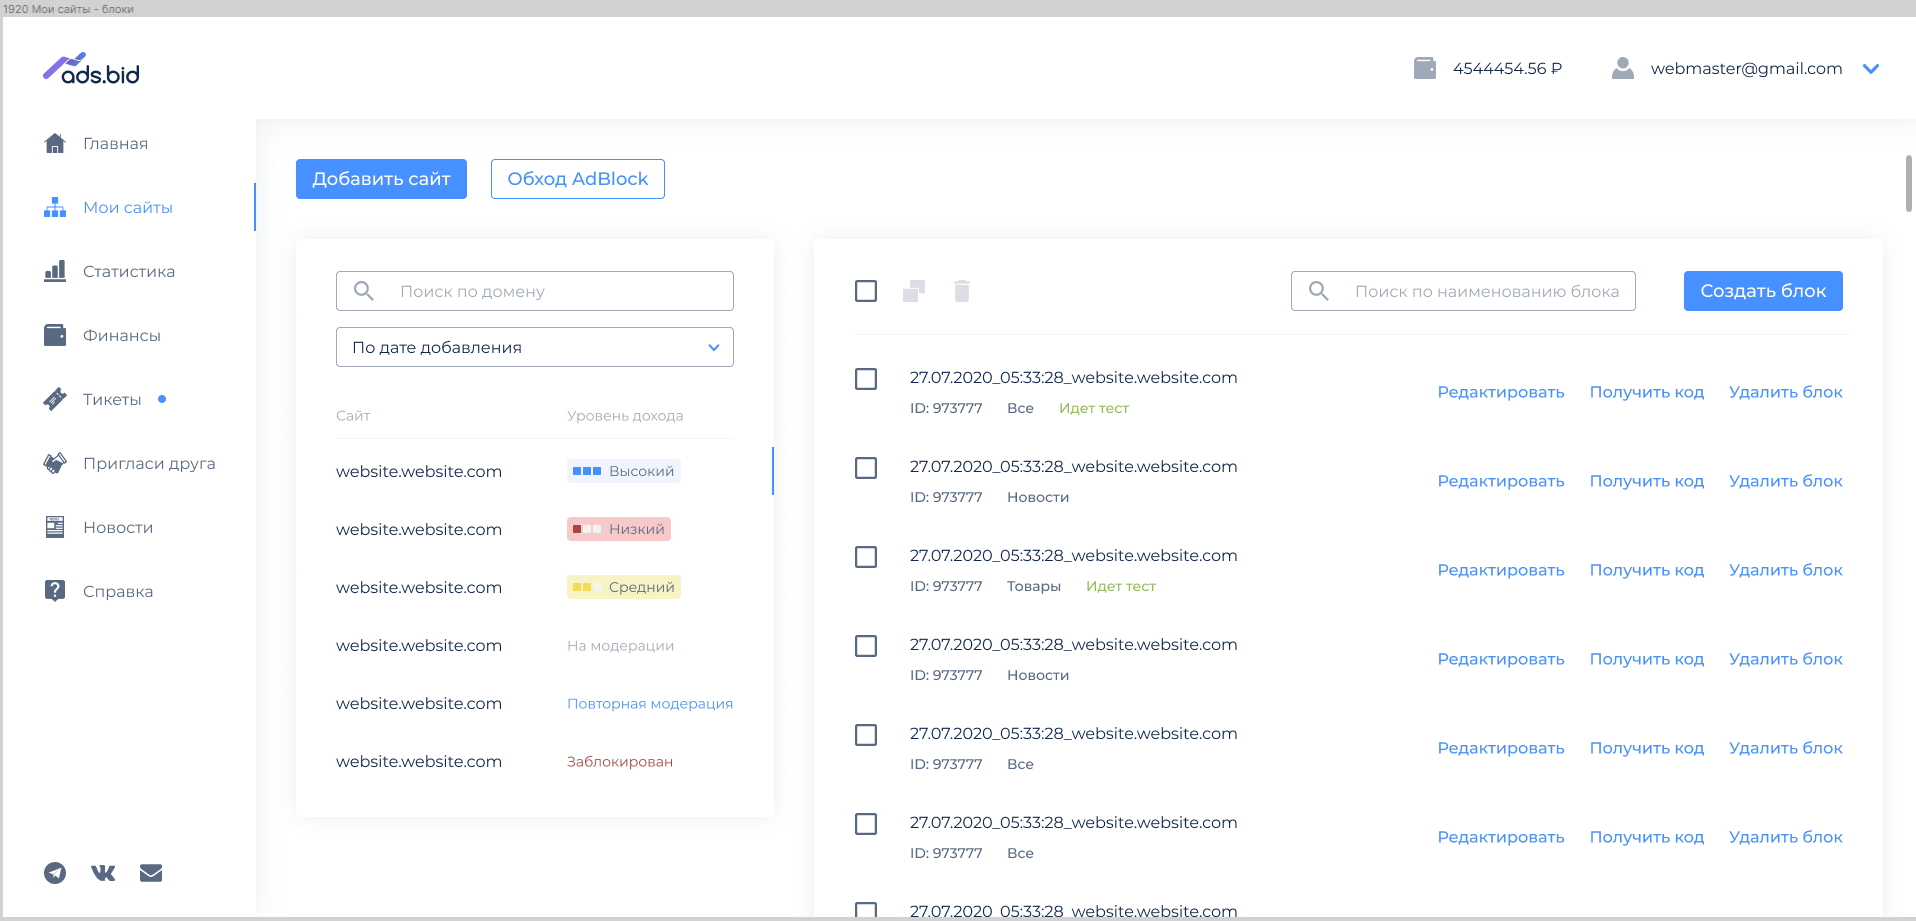 1920 Мои сайты - блоки
ads.bid
4544454.56 ₽
webmaster@gmail.com
Главная
Мои сайты
Статистика
Финансы
Тикеты
Пригласи друга
Новости
Справка
Добавить сайт
Обход AdBlock
Поиск по домену
По дате добавления
Сайт Уровень дохода
website.website.com Высокий
website.website.com Низкий
website.website.com Средний
website.website.com На модерации
website.website.com Повторная модерация
website.website.com Заблокирован
Поиск по наименованию блока
Создать блок
27.07.2020_05:33:28_website.website.com
ID: 973777 Все Идет тест
Редактировать Получить код Удалить блок
27.07.2020_05:33:28_website.website.com
ID: 973777 Новости
Редактировать Получить код Удалить блок
27.07.2020_05:33:28_website.website.com
ID: 973777 Товары Идет тест
Редактировать Получить код Удалить блок
27.07.2020_05:33:28_website.website.com
ID: 973777 Новости
Редактировать Получить код Удалить блок
27.07.2020_05:33:28_website.website.com
ID: 973777 Все
Редактировать Получить код Удалить блок
27.07.2020_05:33:28_website.website.com
ID: 973777 Все
Редактировать Получить код Удалить блок
27.07.2020_05:33:28_website.website.com